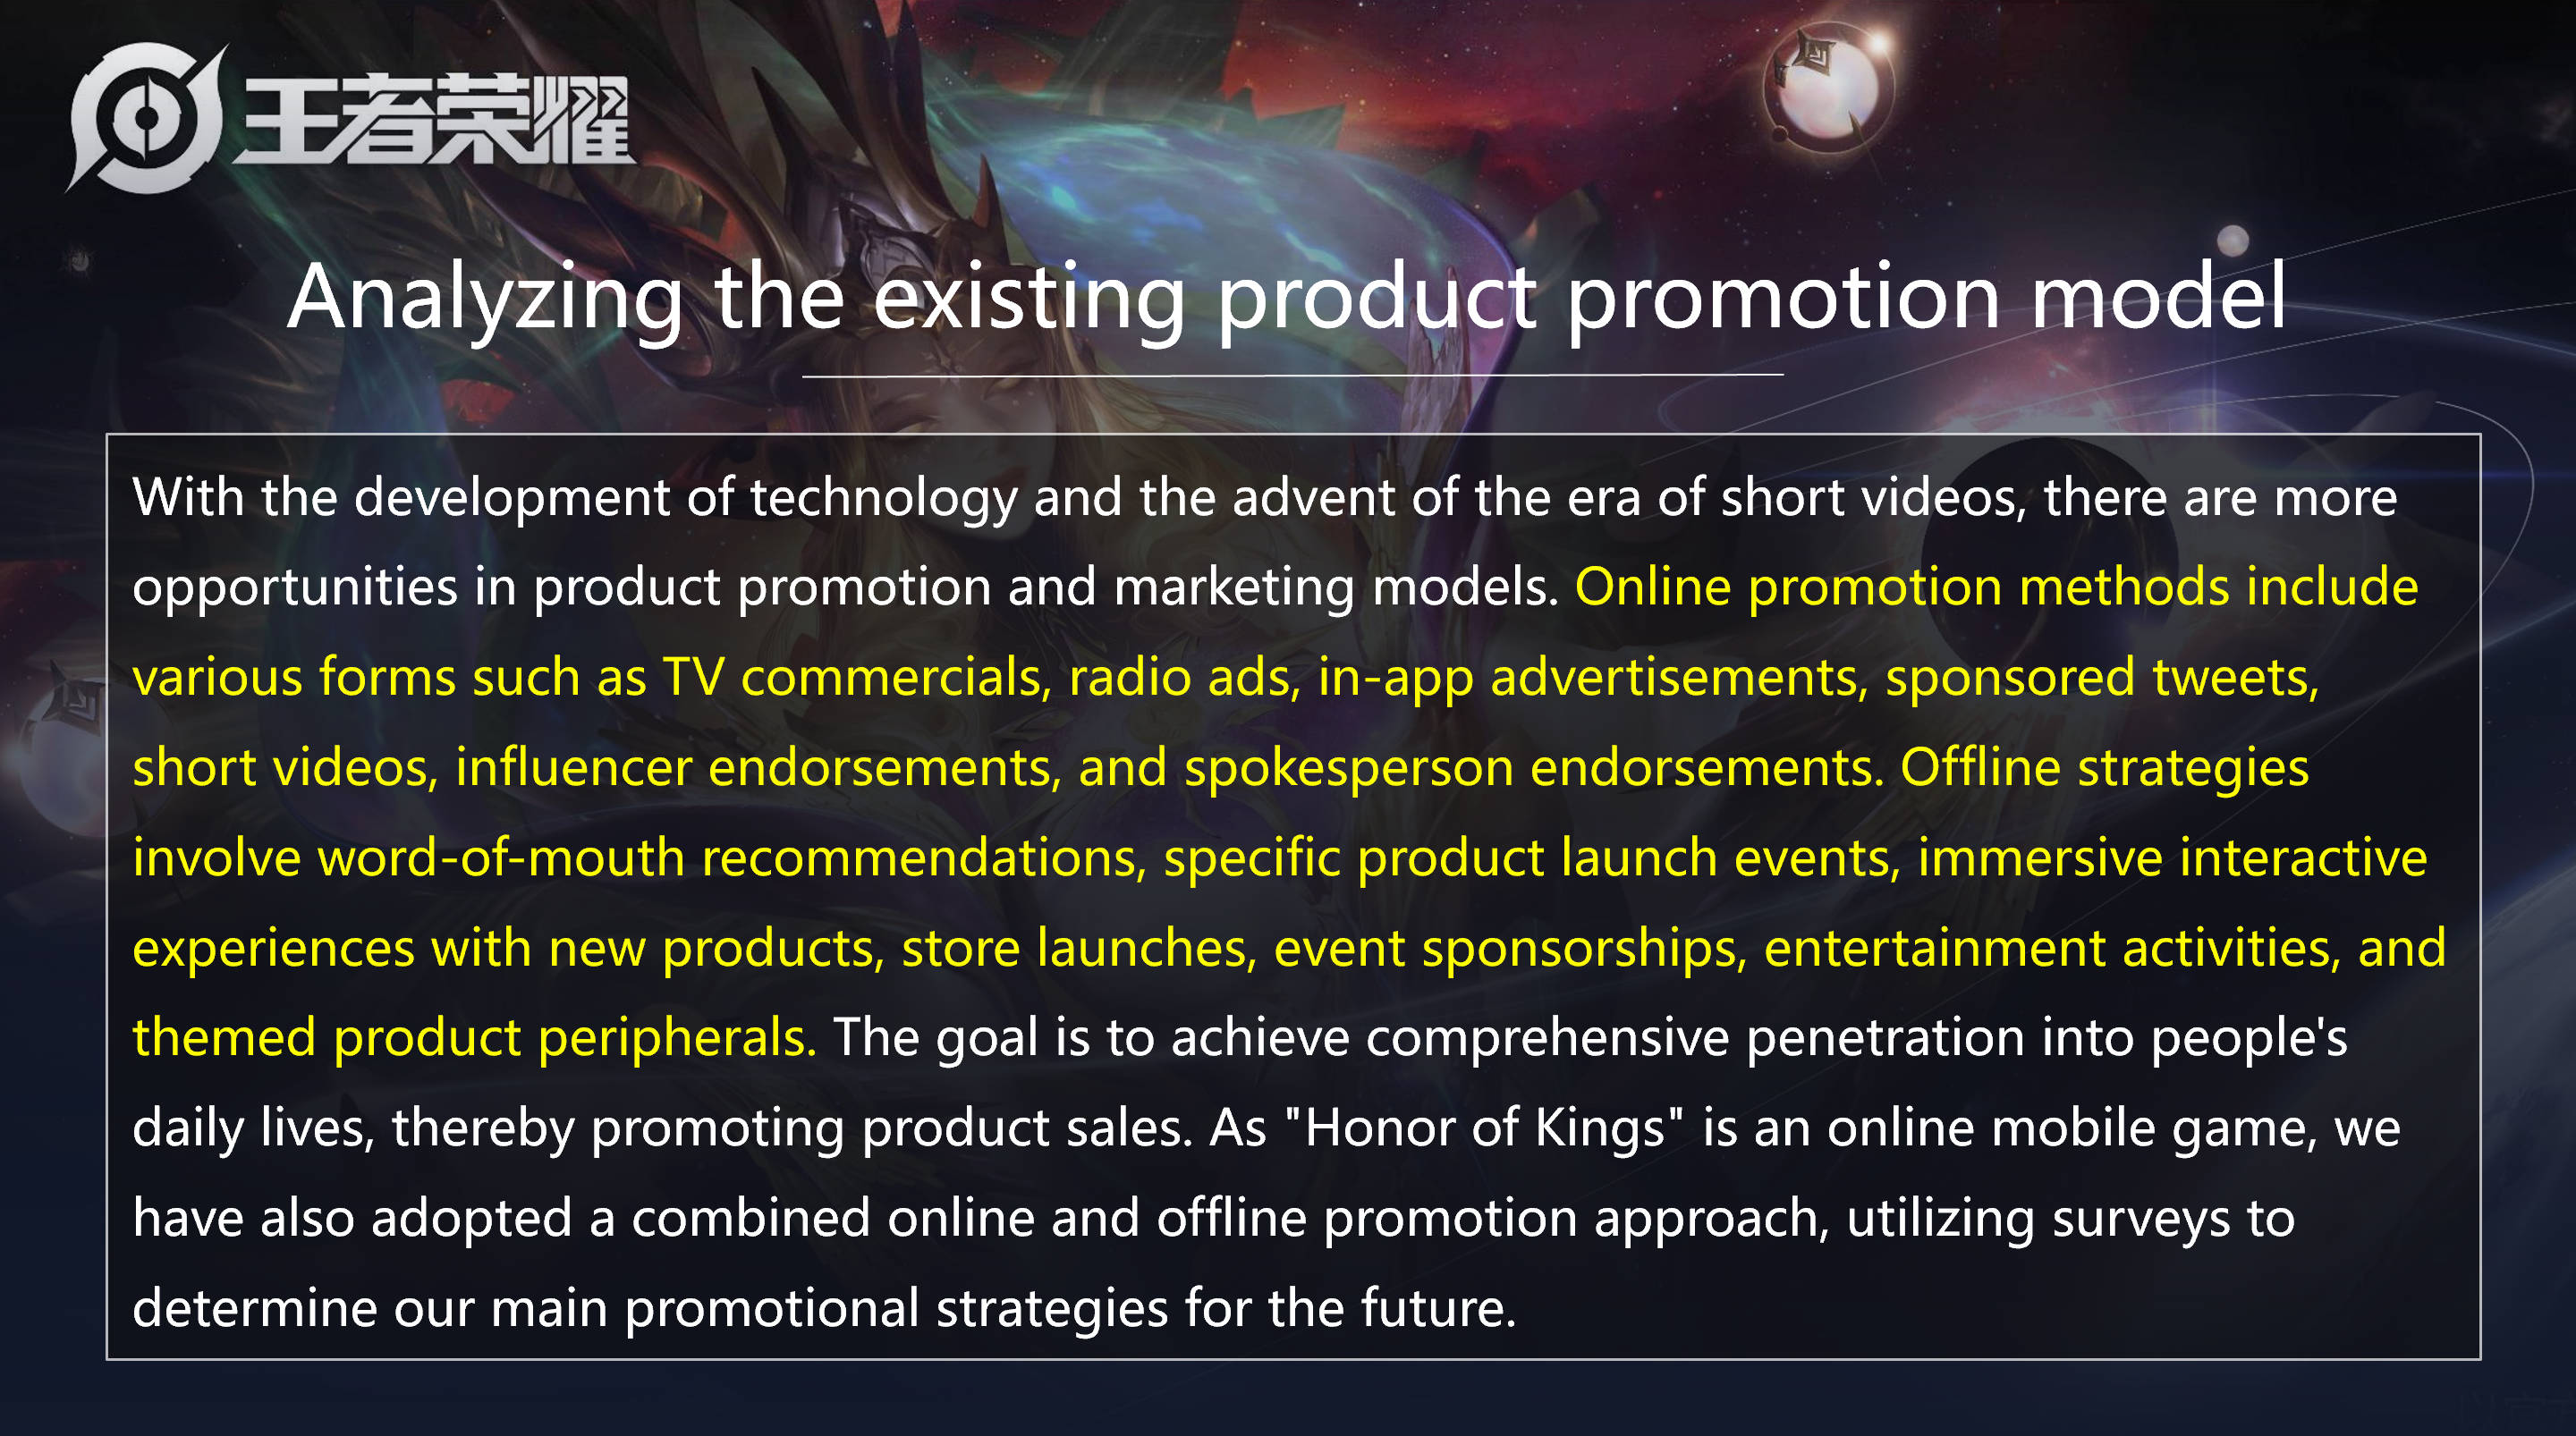 王者荣耀
Analyzing the existing product promotion model
With the development of technology and the advent of the era of short videos, there are more
opportunities in product promotion and marketing models. Online promotion methods include
various forms such as TV commercials, radio ads, in-app advertisements, sponsored tweets,
short videos, influencer endorsements, and spokesperson endorsements. Offline strategies
involve word-of-mouth recommendations, specific product launch events, immersive interactive
experiences with new products, store launches, event sponsorships, entertainment activities, and
themed product peripherals. The goal is to achieve comprehensive penetration into people's
daily lives, thereby promoting product sales. As "Honor of Kings" is an online mobile game, we
have also adopted a combined online and offline promotion approach, utilizing surveys to
determine our main promotional strategies for the future.